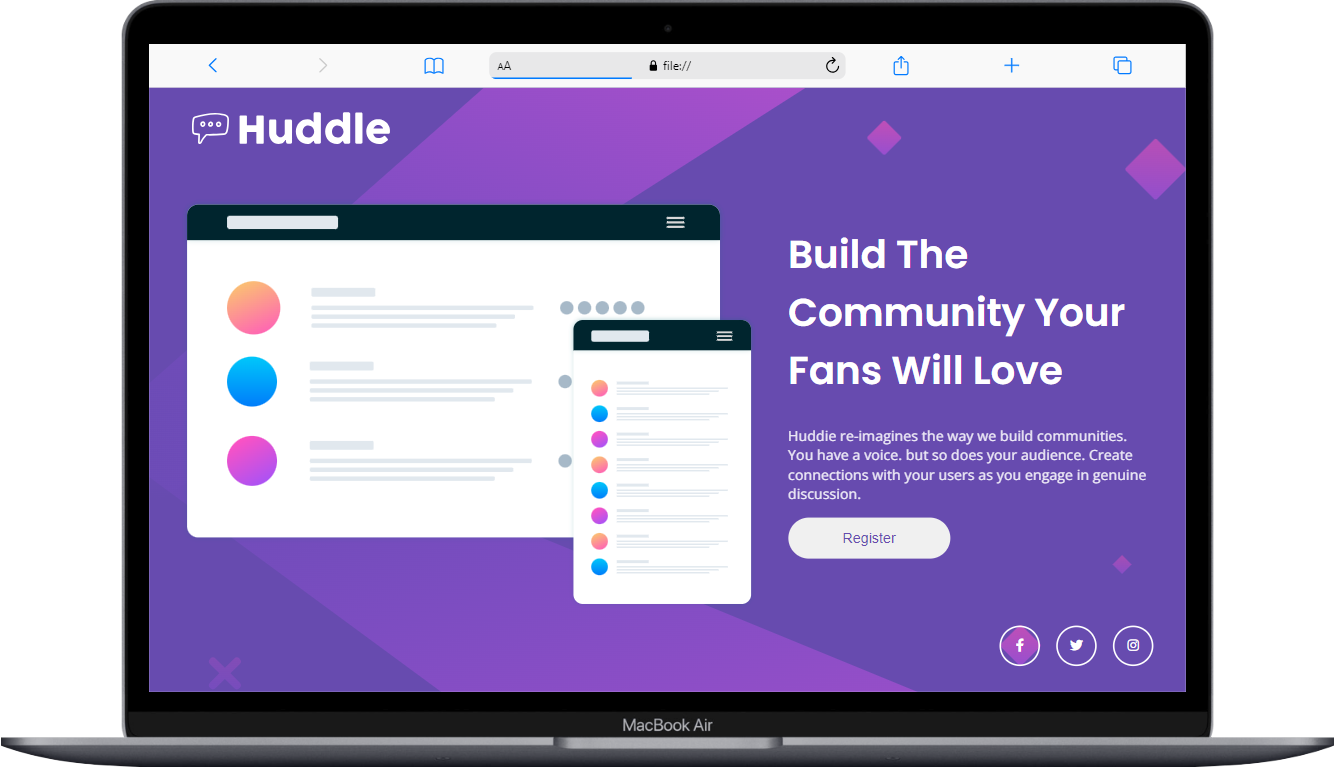 AA
file://
Huddle
Build The
Community Your
Fans Will Love
Huddie re-imagines the way we build communities.
You have a voice. but so does your audience. Create
connections with your users as you engage in genuine
discussion.
Register
MacBook Air